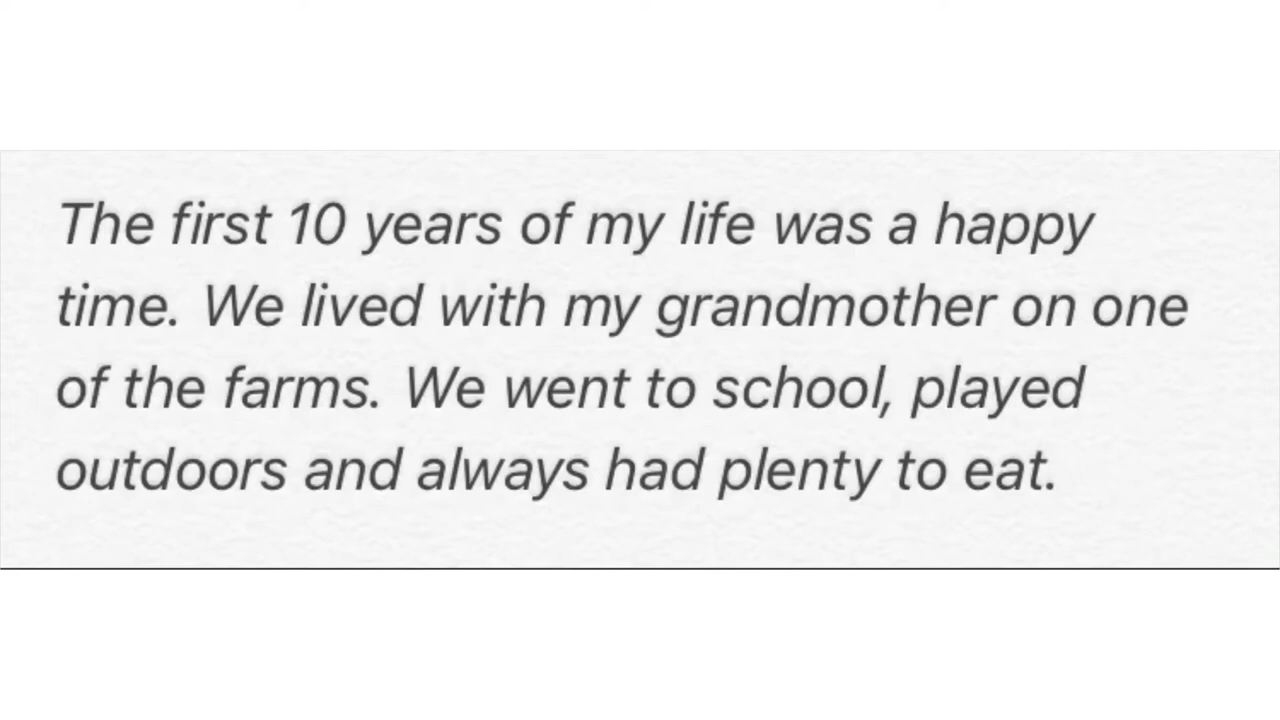 The first 10 years of my life was a happy
time. We lived with my grandmother on one
of the farms. We went to school, played
outdoors and always had plenty to eat.